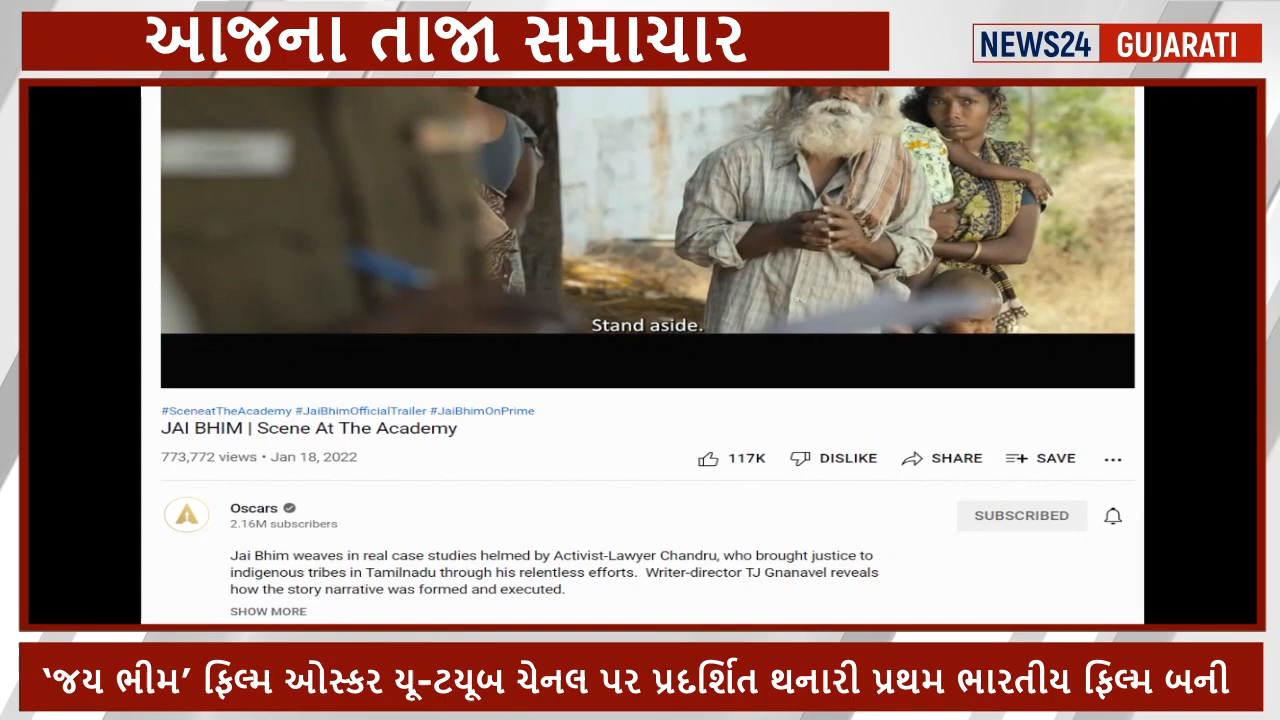 આજના તાજા સમાચાર
NEWS24 GUJARATI
Stand aside.
#SceneatTheAcademy #JaiBhimOfficialTrailer #JaiBhimOnPrime
JAI BHIM | Scene At The Academy
773,772 views • Jan 18, 2022
117K DISLIKE SHARE SAVE ...
Oscars
2.16M subscribers
SUBSCRIBED
Jai Bhim weaves in real case studies helmed by Activist-Lawyer Chandru, who brought justice to
indigenous tribes in Tamilnadu through his relentless efforts. Writer-director TJ Gnanavel reveals
how the story narrative was formed and executed.
SHOW MORE
‘જય ભીમ’ ફિલ્મ ઓસ્કર યૂ-ટયૂબ ચેનલ પર પ્રદર્શિત થનારી પ્રથમ ભારતીય ફિલ્મ બની